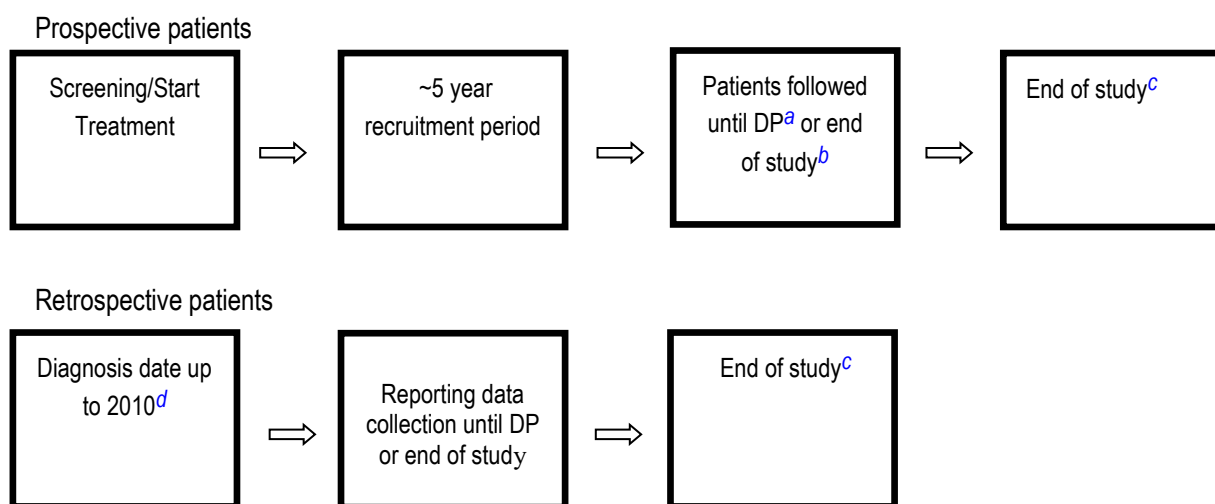 Prospective patients
Screening/Start
Treatment
~5 year
recruitment period
Patients followed
until DPa or end
of studyb
End of studyc
Retrospective patients
Diagnosis date up
to 2010d
Reporting data
collection until DP
or end of study
End of studyc